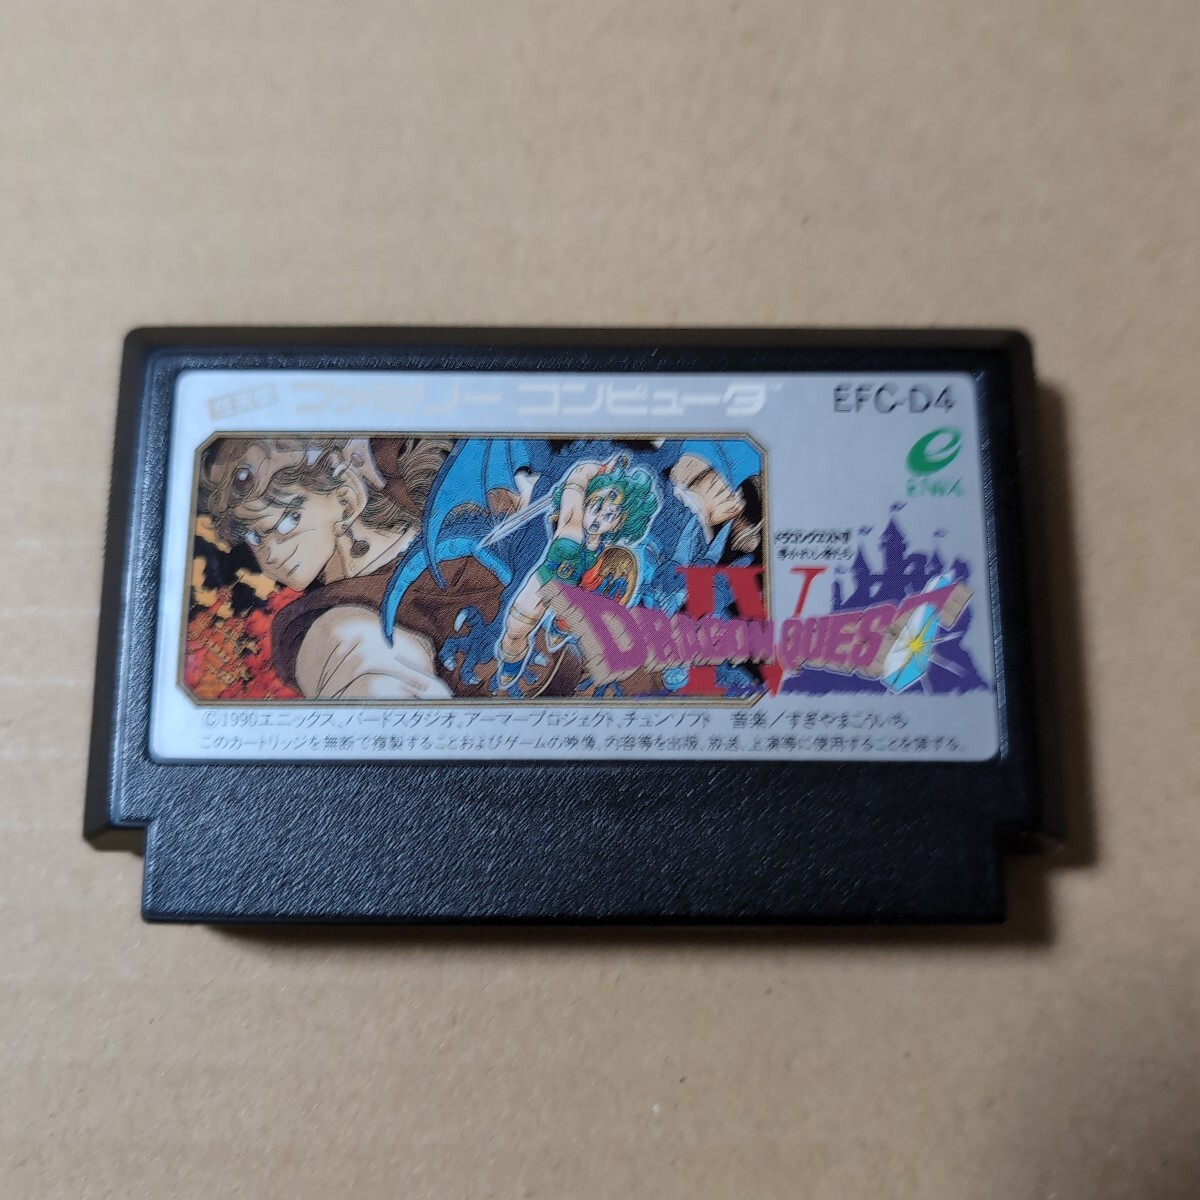 任天堂 ファミリー コンピュータ™
EFC-D4
ENIX
ドラゴンクエストIV
導かれし者たち
IV
DRAGON QUEST
©1990エニックス、バードスタジオ、アーマープロジェクト、チュンソフト 音楽/すぎやまこういち
このカートリッジを無断で複製することおよびゲームの映像、内容等を出版、放送、上演等に使用することを禁ずる。